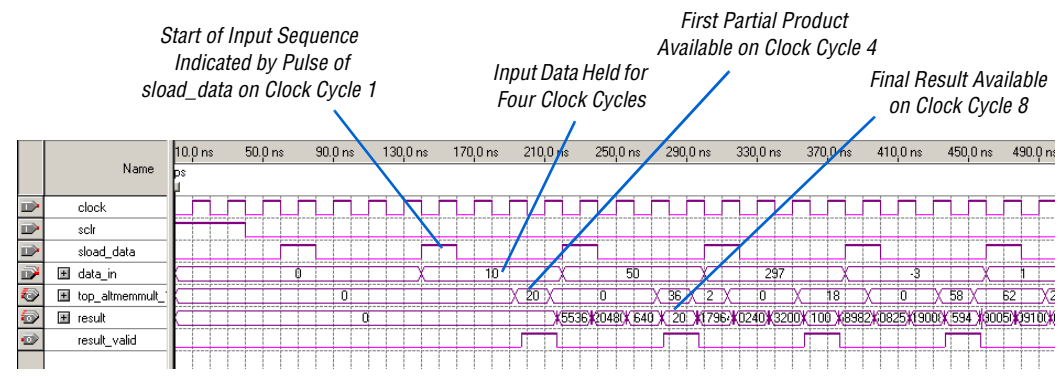 First Partial Product
Available on Clock Cycle 4
Start of Input Sequence
Indicated by Pulse of
sload_data on Clock Cycle 1
Input Data Held for
Four Clock Cycles
Final Result Available
on Clock Cycle 8
Name 10.0 ns 50.0 ns 90.0 ns 130.0 ns 170.0 ns 210.0 ns 250.0 ns 290.0 ns 330.0 ns 370.0 ns 410.0 ns 450.0 ns 490.0 n
ps
clock
sclr
sload_data
data_in 0 10 50 297 -3 1
top_altmemmult_ 0 20 0 36 2 0 18 0 58 62 2
result 0 5536 20480 640 20 1796 0240 3200 100 8982 0825 1900 594 9005 0910
result_valid